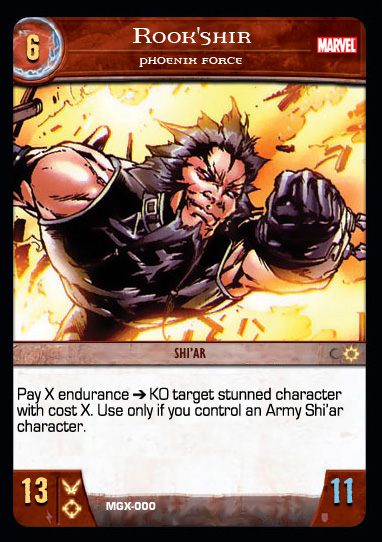 6
Rook'shir
MARVEL
Phoenix Force
SHI'AR
Pay X endurance ➔ KO target stunned character
with cost X. Use only if you control an Army Shi'ar
character.
13
MGX-000
11